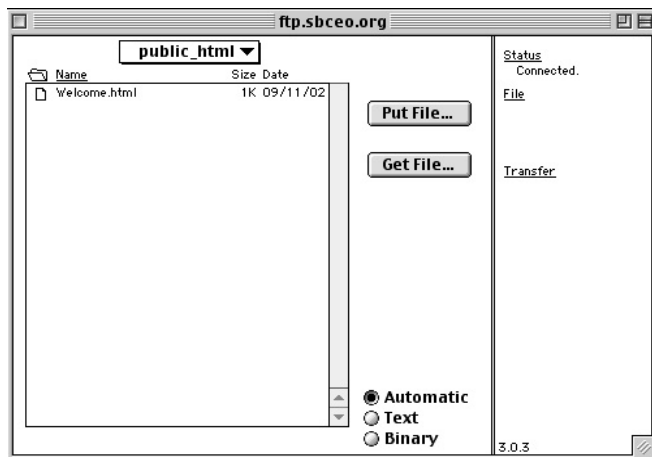 ftp.sbceo.org
public_html
Name Size Date
Welcome.html 1K 09/11/02
Put File...
Get File...
Automatic
Text
Binary
Status
Connected.
File
Transfer
3.0.3